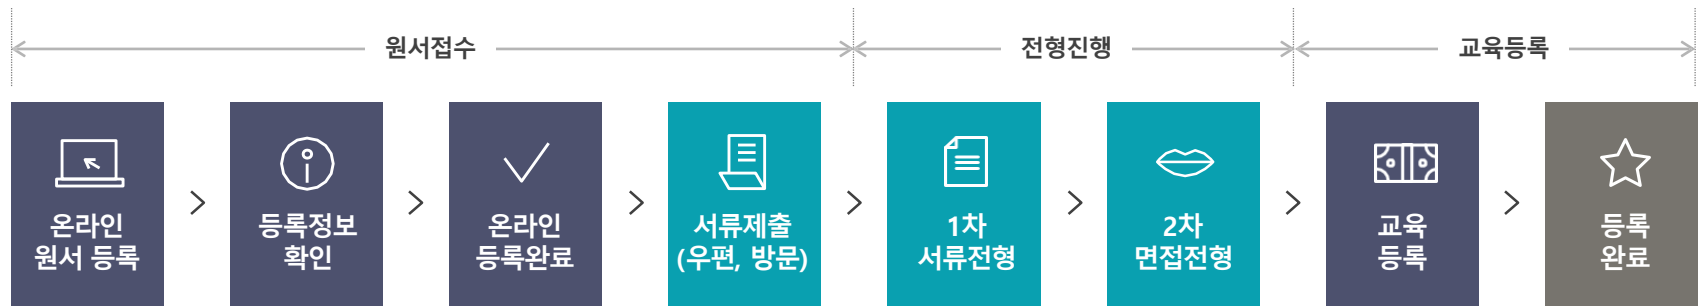 원서접수
전형진행
교육등록
온라인
원서 등록
등록정보
확인
온라인
등록완료
서류제출
(우편, 방문)
1차
서류전형
2차
면접전형
교육
등록
등록
완료